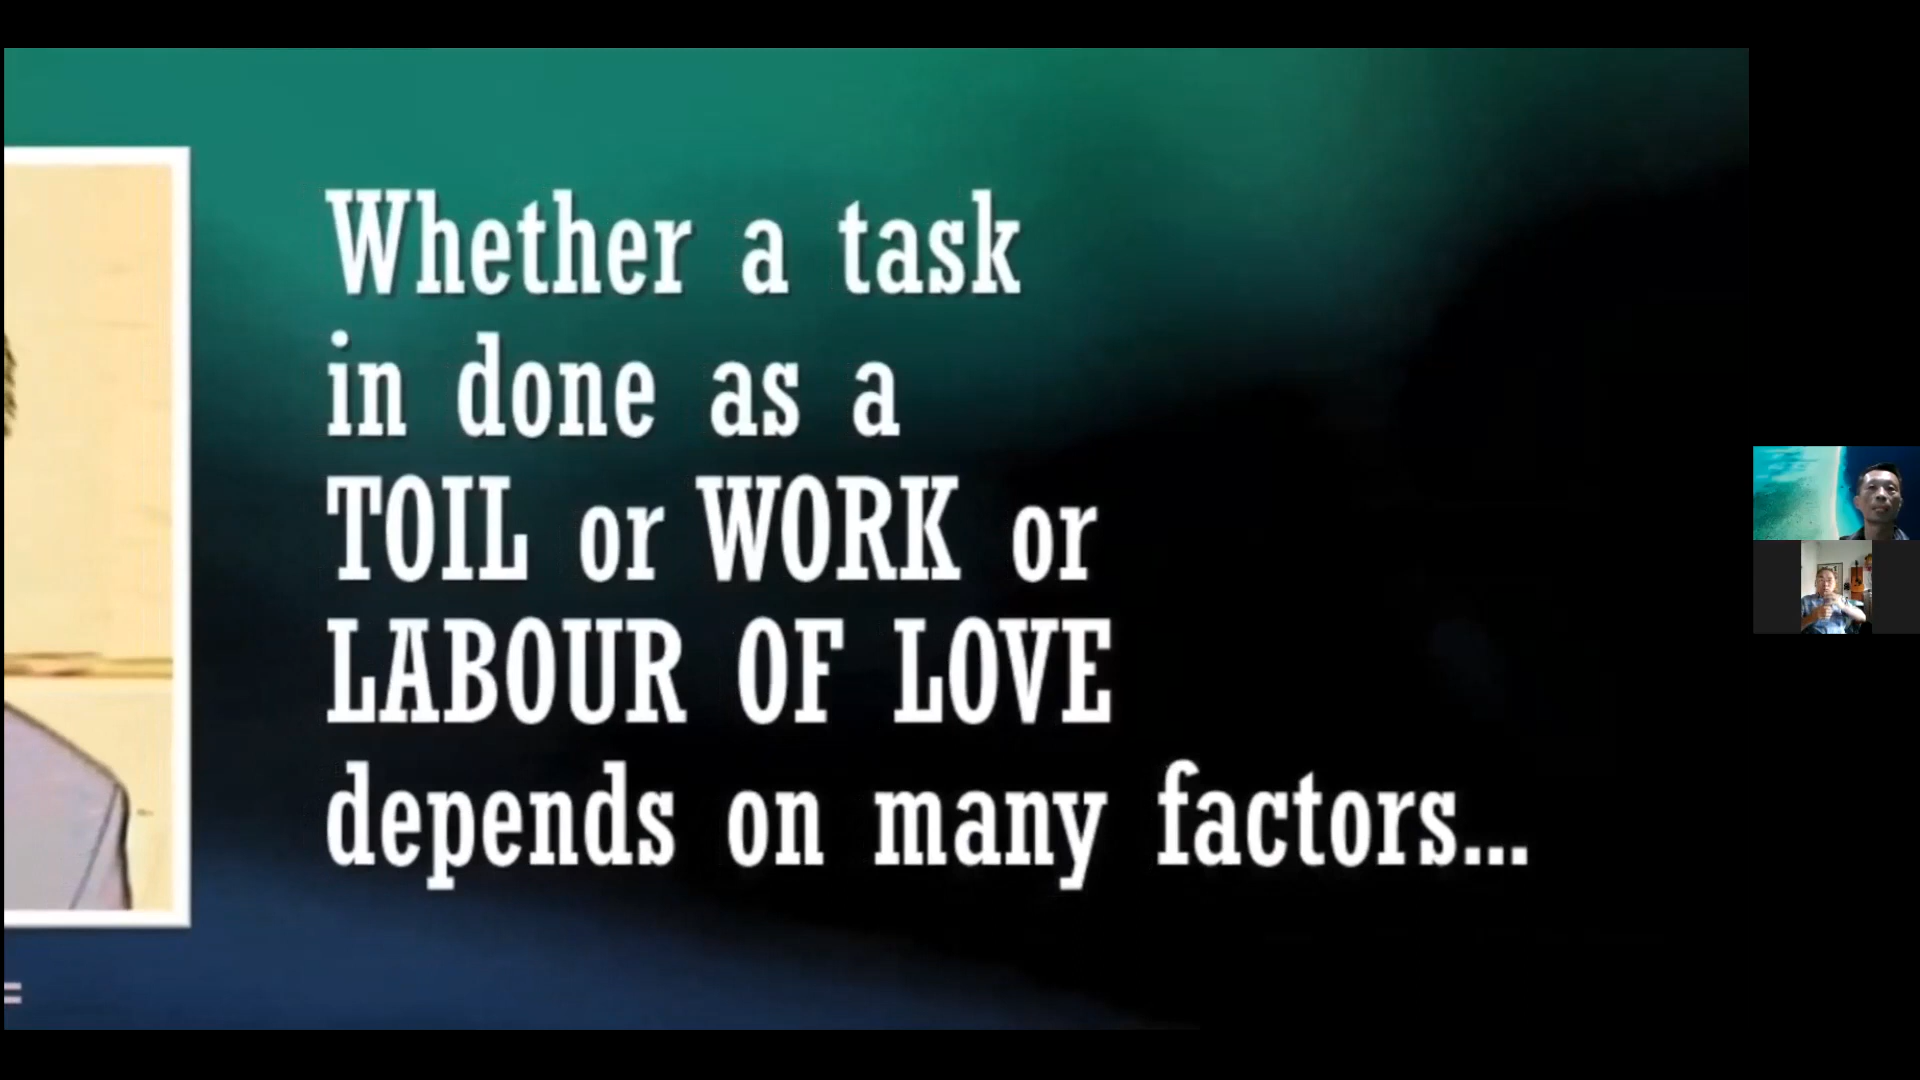 Whether a task
in done as a
TOIL or WORK or
LABOUR OF LOVE
depends on many factors...